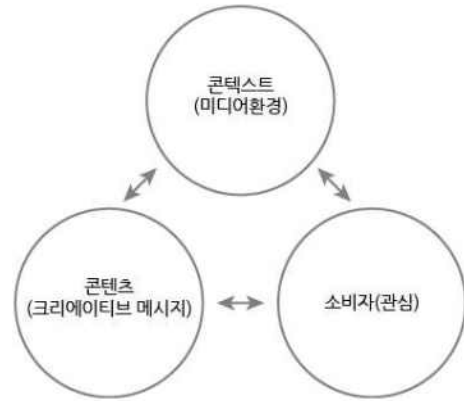 콘텍스트
(미디어환경)
콘텐츠
(크리에이티브 메시지)
소비자(관심)